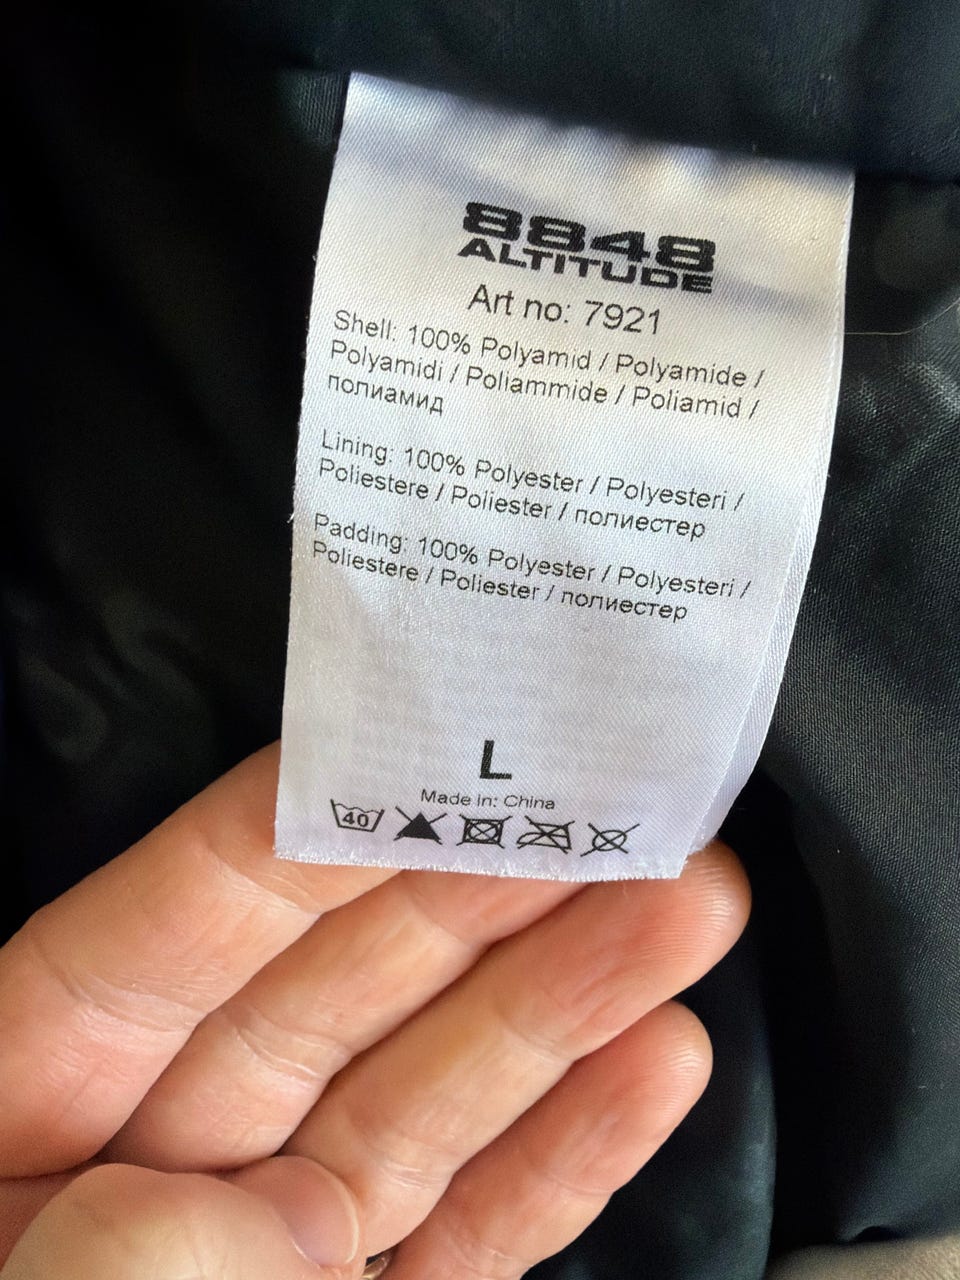 8848
ALTITUDE
Art no: 7921
Shell: 100% Polyamid / Polyamide /
Polyamidi / Poliammide / Poliamid /
полиамид
Lining: 100% Polyester / Polyesteri /
Poliestere / Poliester / полиестер
Padding: 100% Polyester / Polyesteri /
Poliestere / Poliester / полиестер
L
Made in: China
40